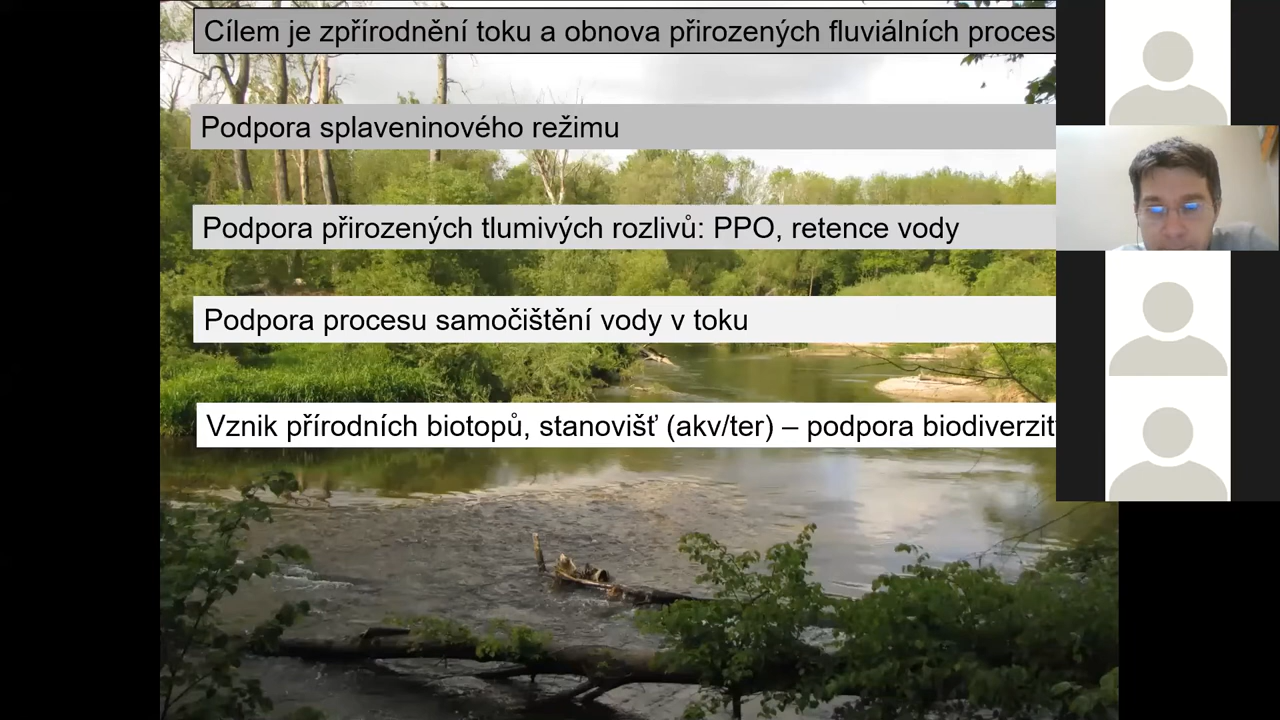 Cílem je zpřírodnění toku a obnova přirozených fluviálních proces
Podpora splaveninového režimu
Podpora přirozených tlumivých rozlivů: PPO, retence vody
Podpora procesu samočištění vody v toku
Vznik přírodních biotopů, stanovišť (akv/ter) – podpora biodiverzit